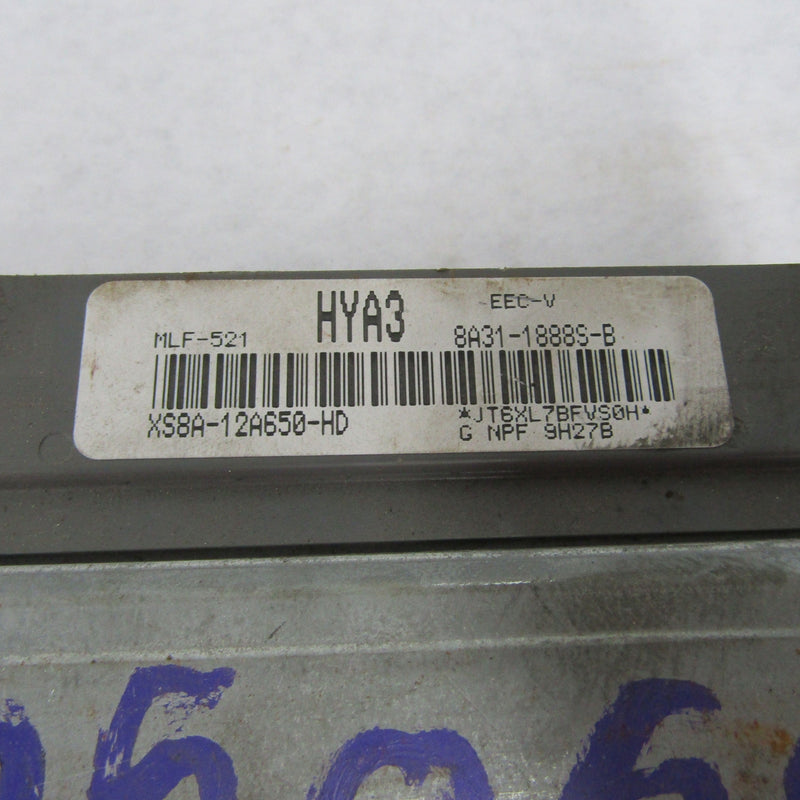 HYA3 EEC-V
MLF-521 8A31-1888S-B
XS8A-12A650-HD *JT6XL7BFVS0H*
G NPF 9H27B